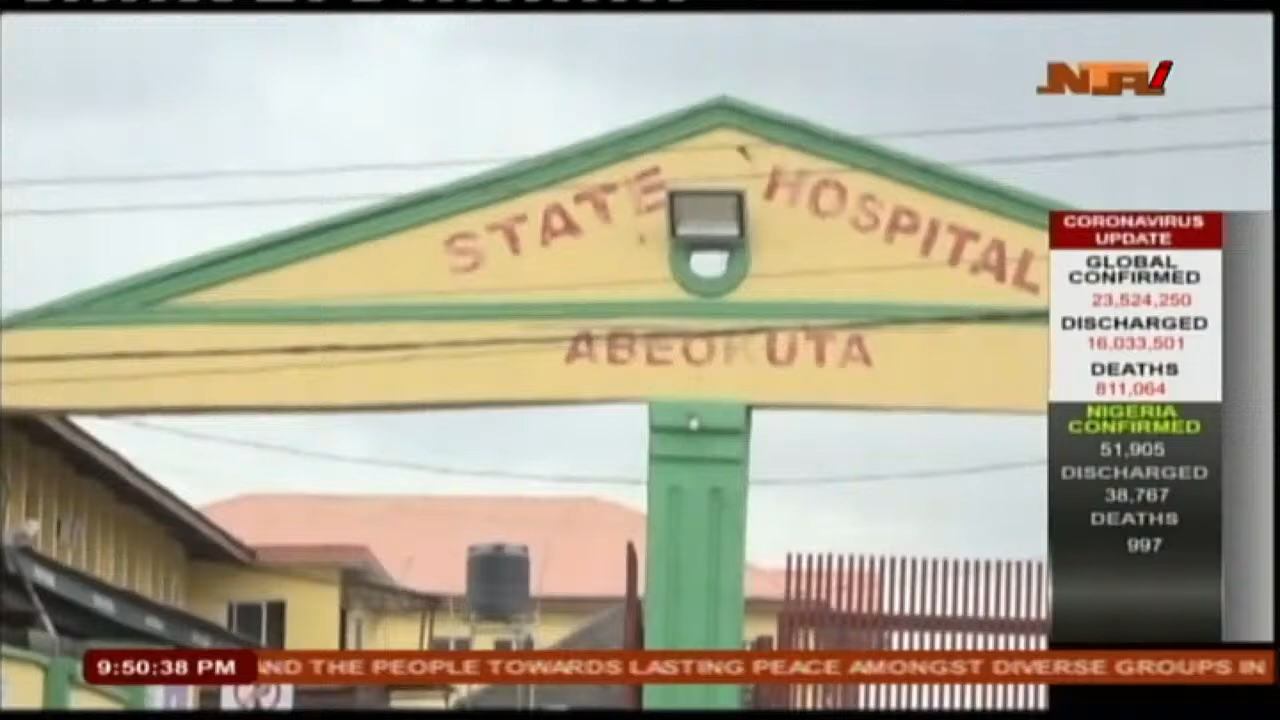 NTA
STATE HOSPITAL
ABEOKUTA
CORONAVIRUS
UPDATE
GLOBAL
CONFIRMED
23,524,250
DISCHARGED
16,033,501
DEATHS
811,064
NIGERIA
CONFIRMED
51,905
DISCHARGED
38,767
DEATHS
997
9:50:38 PM
ND THE PEOPLE TOWARDS LASTING PEACE AMONGST DIVERSE GROUPS IN